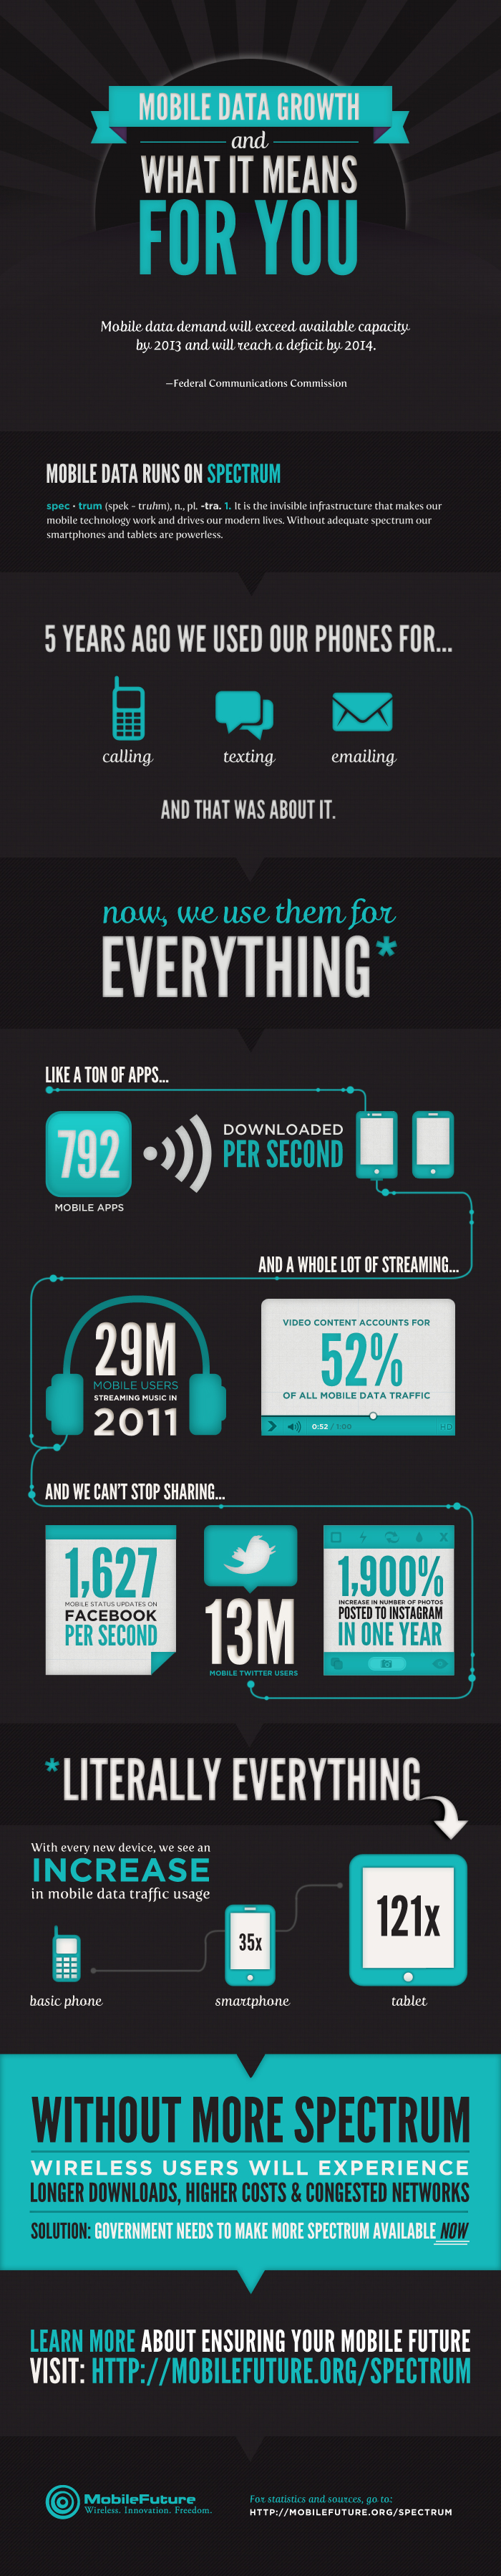 MOBILE DATA GROWTH
and
WHAT IT MEANS
FOR YOU
Mobile data demand will exceed available capacity
by 2013 and will reach a deficit by 2014.
—Federal Communications Commission
MOBILE DATA RUNS ON SPECTRUM
spec · trum (spek - truhm), n., pl. -tra. 1. It is the invisible infrastructure that makes our
mobile technology work and drives our modern lives. Without adequate spectrum our
smartphones and tablets are powerless.
5 YEARS AGO WE USED OUR PHONES FOR...
calling
texting
emailing
AND THAT WAS ABOUT IT.
now, we use them for
EVERYTHING*
LIKE A TON OF APPS...
792
MOBILE APPS
DOWNLOADED
PER SECOND
AND A WHOLE LOT OF STREAMING...
29M
MOBILE USERS
STREAMING MUSIC IN
2011
VIDEO CONTENT ACCOUNTS FOR
52%
OF ALL MOBILE DATA TRAFFIC
0:52 / 1:00
HD
AND WE CAN'T STOP SHARING...
1,627
MOBILE STATUS UPDATES ON
FACEBOOK
PER SECOND
13M
MOBILE TWITTER USERS
1,900%
INCREASE IN NUMBER OF PHOTOS
POSTED TO INSTAGRAM
IN ONE YEAR
*LITERALLY EVERYTHING
With every new device, we see an
INCREASE
in mobile data traffic usage
35x
121x
basic phone
smartphone
tablet
WITHOUT MORE SPECTRUM
WIRELESS USERS WILL EXPERIENCE
LONGER DOWNLOADS, HIGHER COSTS & CONGESTED NETWORKS
SOLUTION: GOVERNMENT NEEDS TO MAKE MORE SPECTRUM AVAILABLE NOW
LEARN MORE ABOUT ENSURING YOUR MOBILE FUTURE
VISIT: HTTP://MOBILEFUTURE.ORG/SPECTRUM
MobileFuture
Wireless. Innovation. Freedom.
For statistics and sources, go to:
HTTP://MOBILEFUTURE.ORG/SPECTRUM